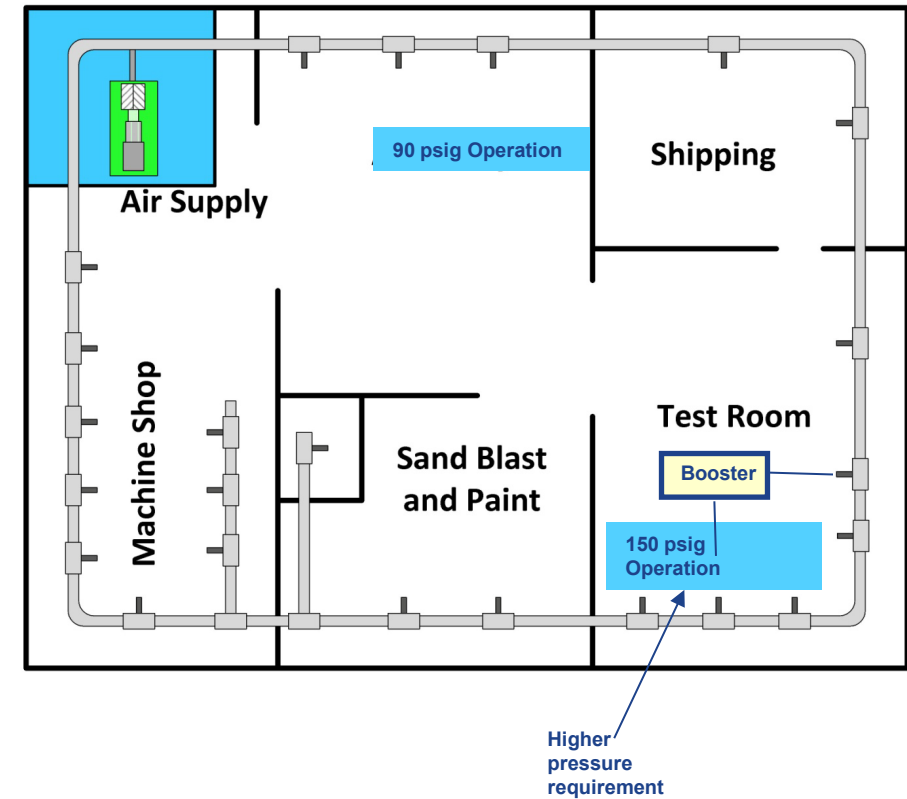 90 psig Operation
Shipping
Air Supply
Machine Shop
Test Room
Sand Blast
and Paint
Booster
150 psig
Operation
Higher
pressure
requirement